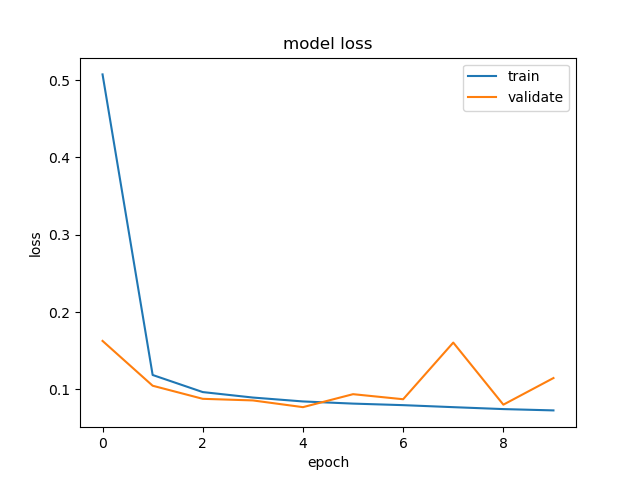 model loss
train
validate
0.5
0.4
0.3
0.2
0.1
loss
0 2 4 6 8
epoch